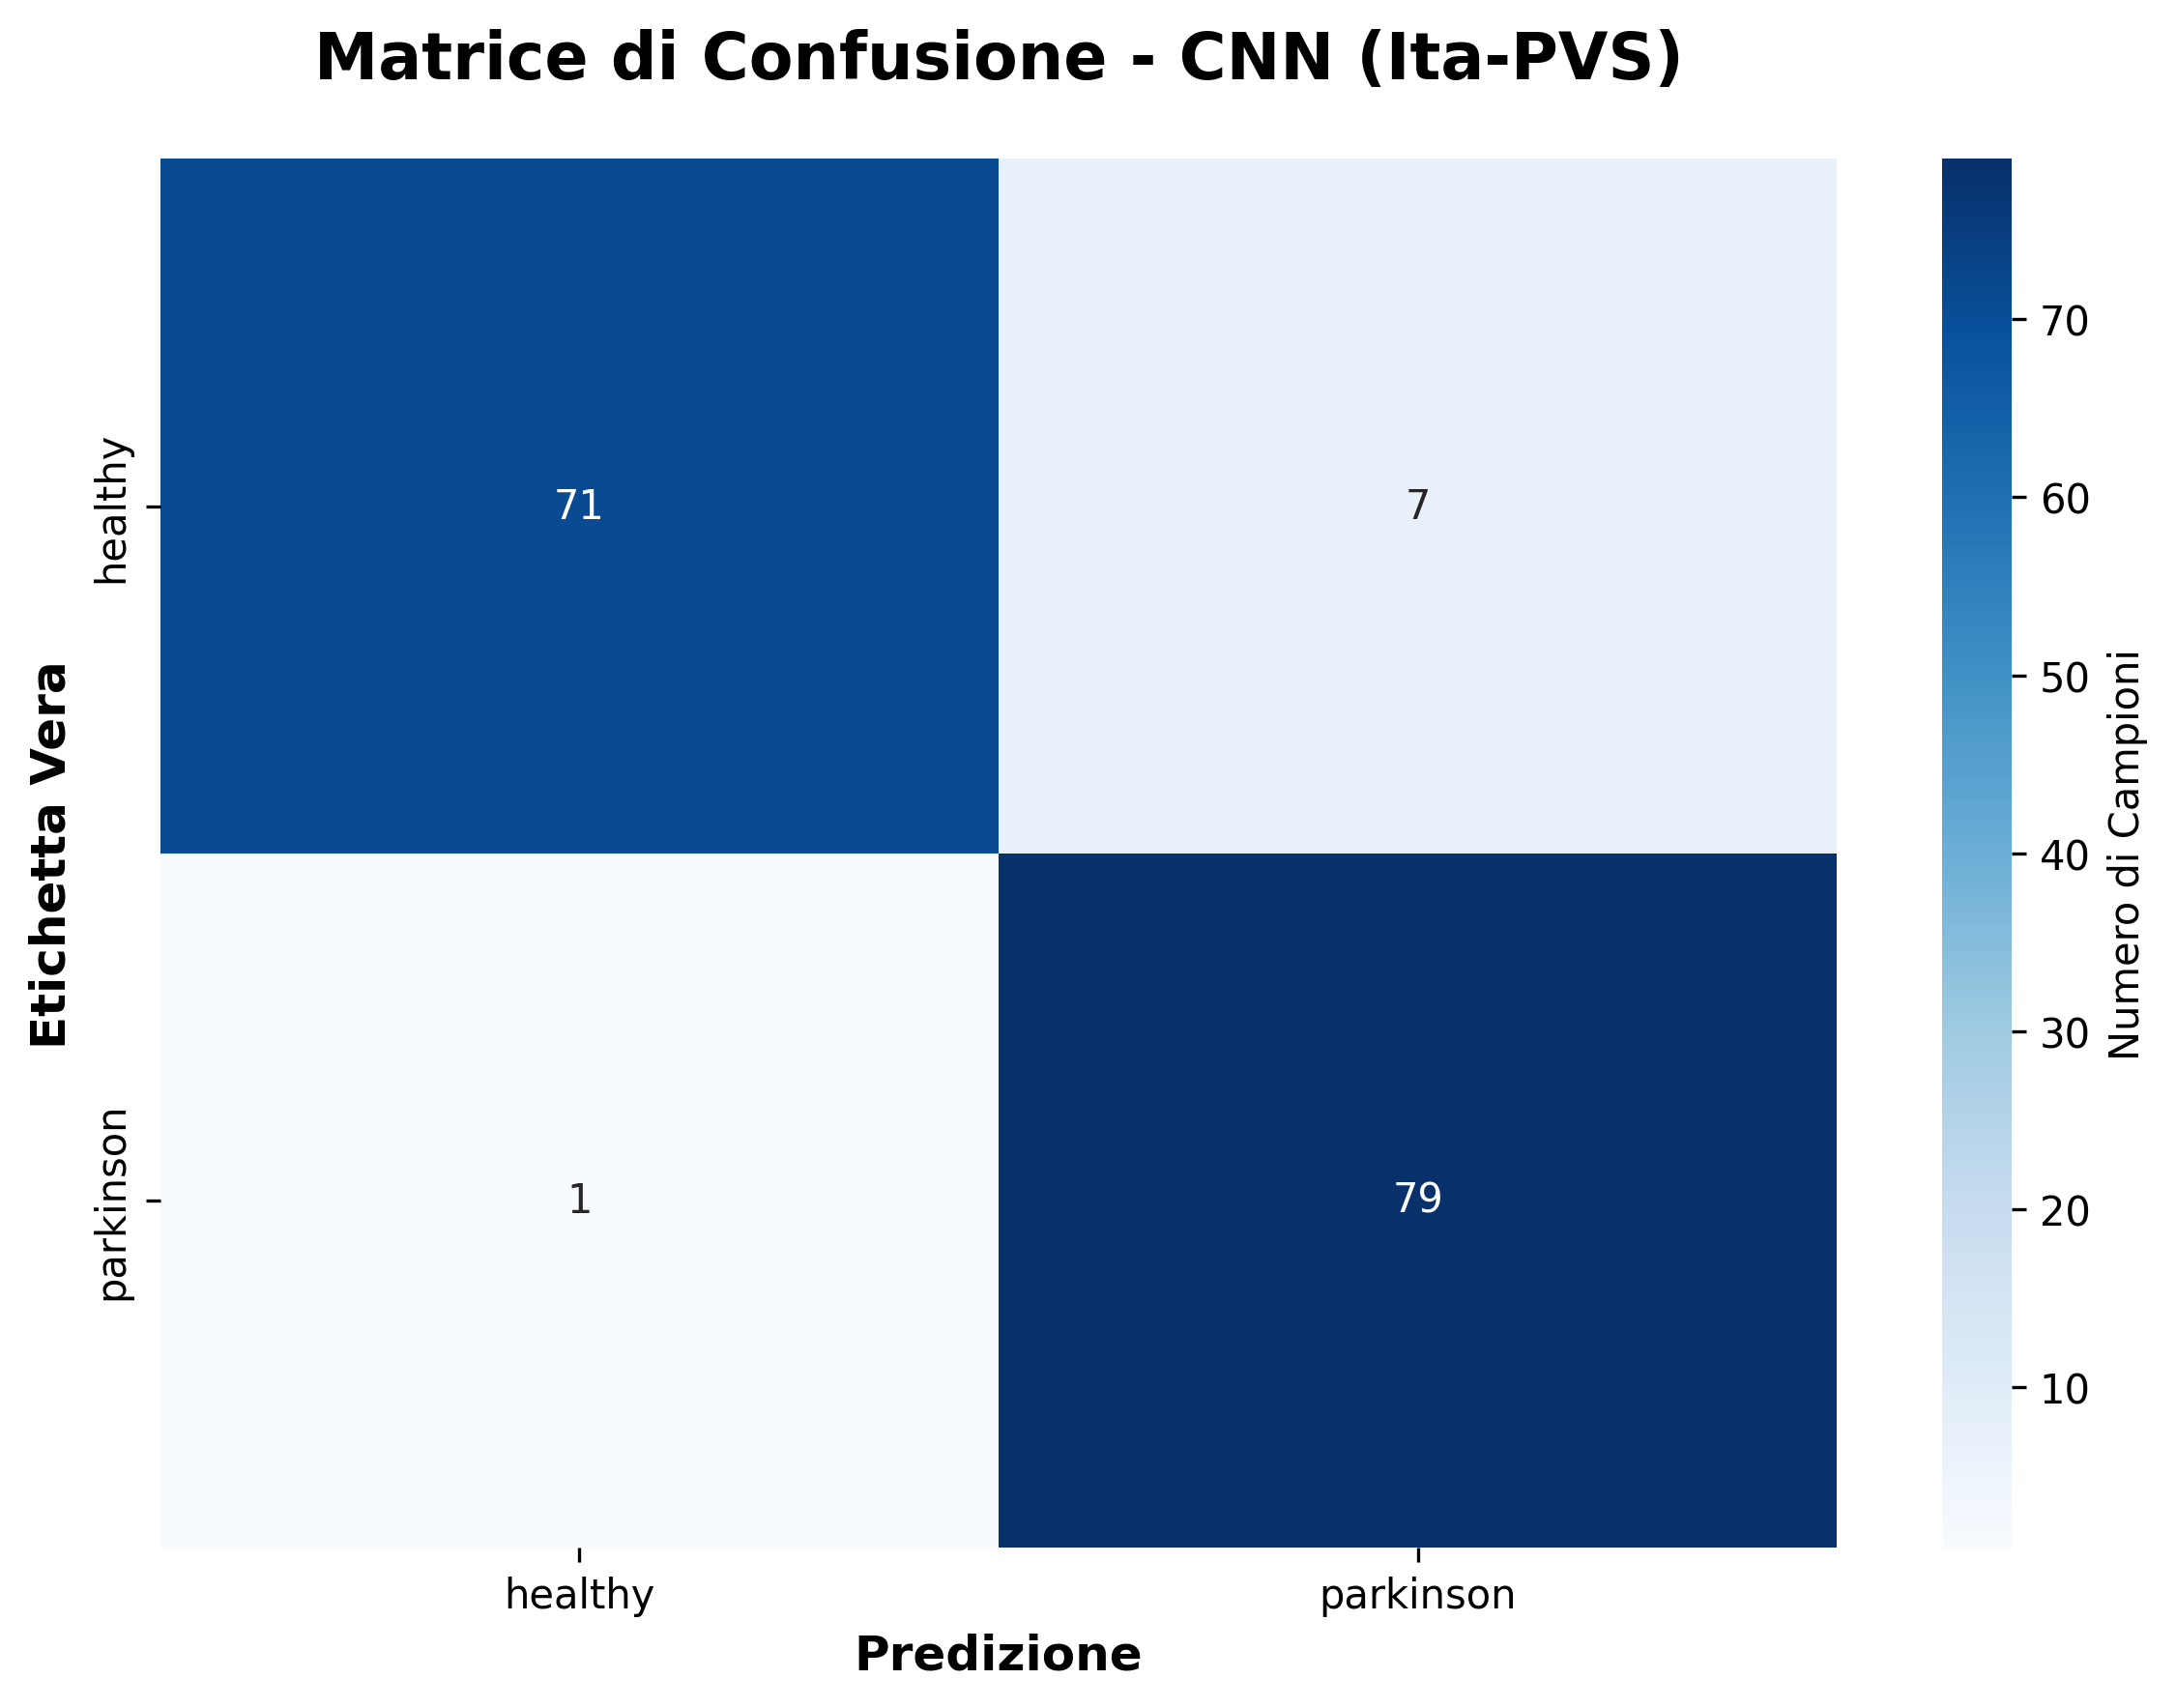 Matrice di Confusione - CNN (Ita-PVS)
Etichetta Vera
healthy
71
7
parkinson
1
79
healthy
parkinson
Predizione
70
60
50
40
30
20
10
Numero di Campioni